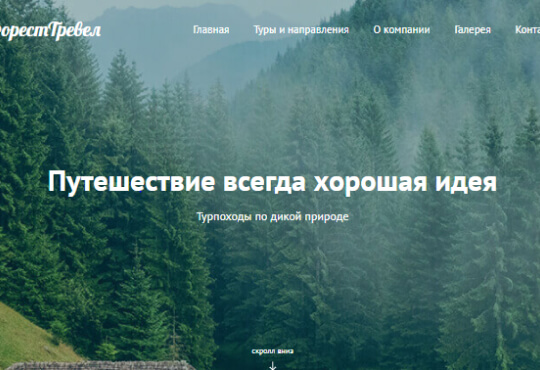 орестТревел
Главная Туры и направления О компании Галерея Конта
Путешествие всегда хорошая идея
Турпоходы по дикой природе
скролл вниз